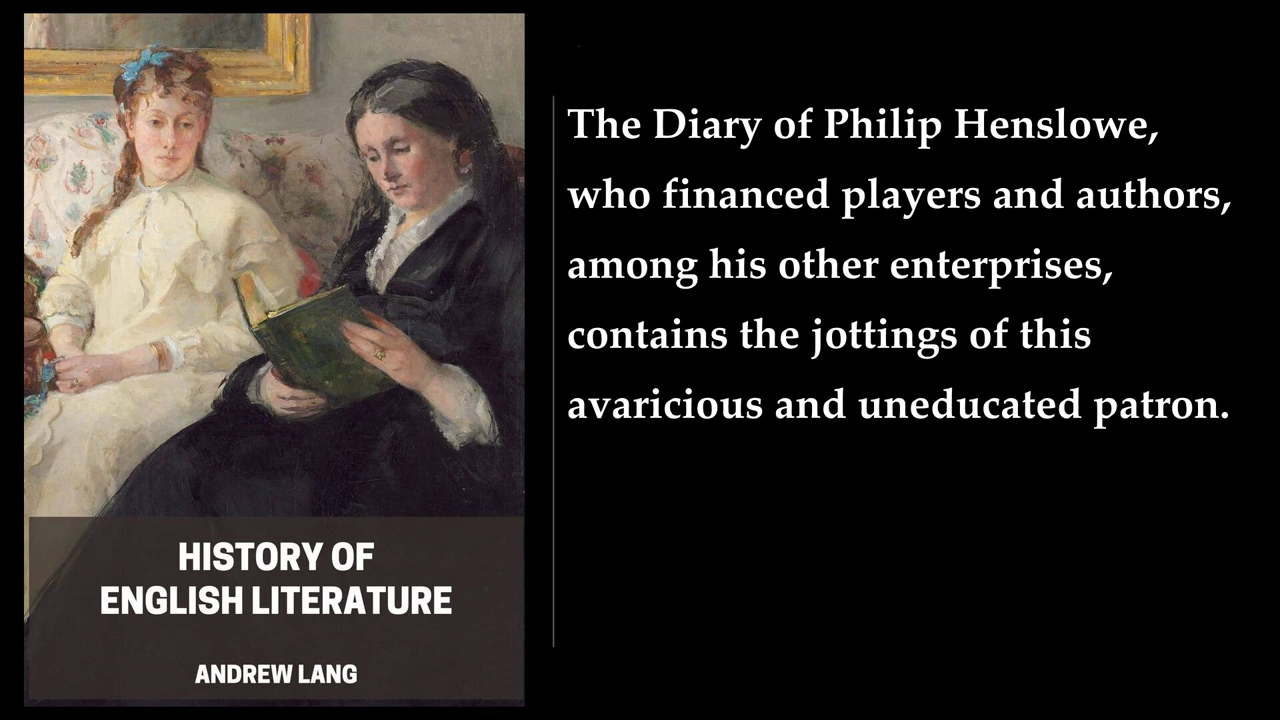 HISTORY OF
ENGLISH LITERATURE
ANDREW LANG
The Diary of Philip Henslowe,
who financed players and authors,
among his other enterprises,
contains the jottings of this
avaricious and uneducated patron.